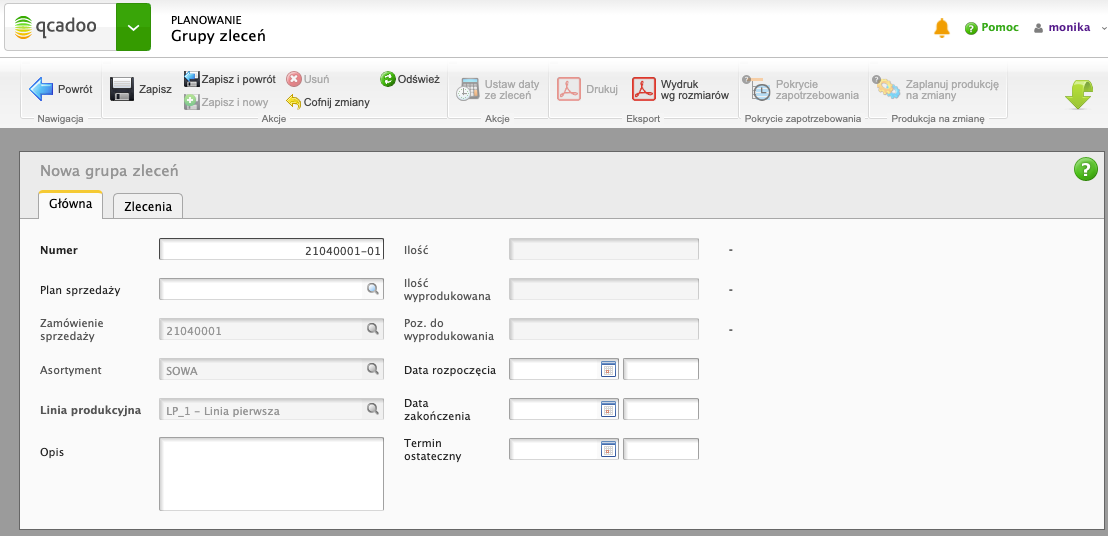 qcadoo
PLANOWANIE
Grupy zleceń
Pomoc
monika
Powrót
Nawigacja
Zapisz
Zapisz i powrót
Usuń
Odśwież
Zapisz i nowy
Cofnij zmiany
Akcje
Ustaw daty
ze zleceń
Akcje
Drukuj
Wydruk
wg rozmiarów
Eksport
Pokrycie
zapotrzebowania
Pokrycie zapotrzebowania
Zaplanuj produkcję
na zmiany
Produkcja na zmianę
Nowa grupa zleceń
Główna
Zlecenia
Numer
21040001-01
Plan sprzedaży
Zamówienie
sprzedaży
21040001
Asortyment
SOWA
Linia produkcyjna
LP_1 - Linia pierwsza
Opis
Ilość
-
Ilość
wyprodukowana
-
Poz. do
wyprodukowania
-
Data rozpoczęcia
Data
zakończenia
Termin
ostateczny